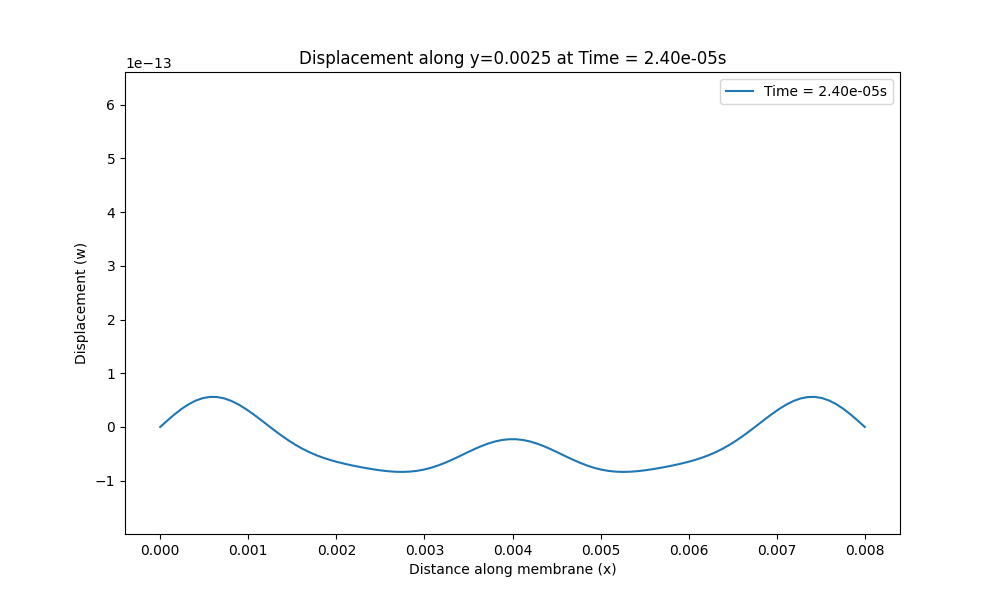 Displacement along y=0.0025 at Time = 2.40e-05s
1e−13
Time = 2.40e-05s
6
5
4
3
2
1
0
−1
Displacement (w)
0.000 0.001 0.002 0.003 0.004 0.005 0.006 0.007 0.008
Distance along membrane (x)